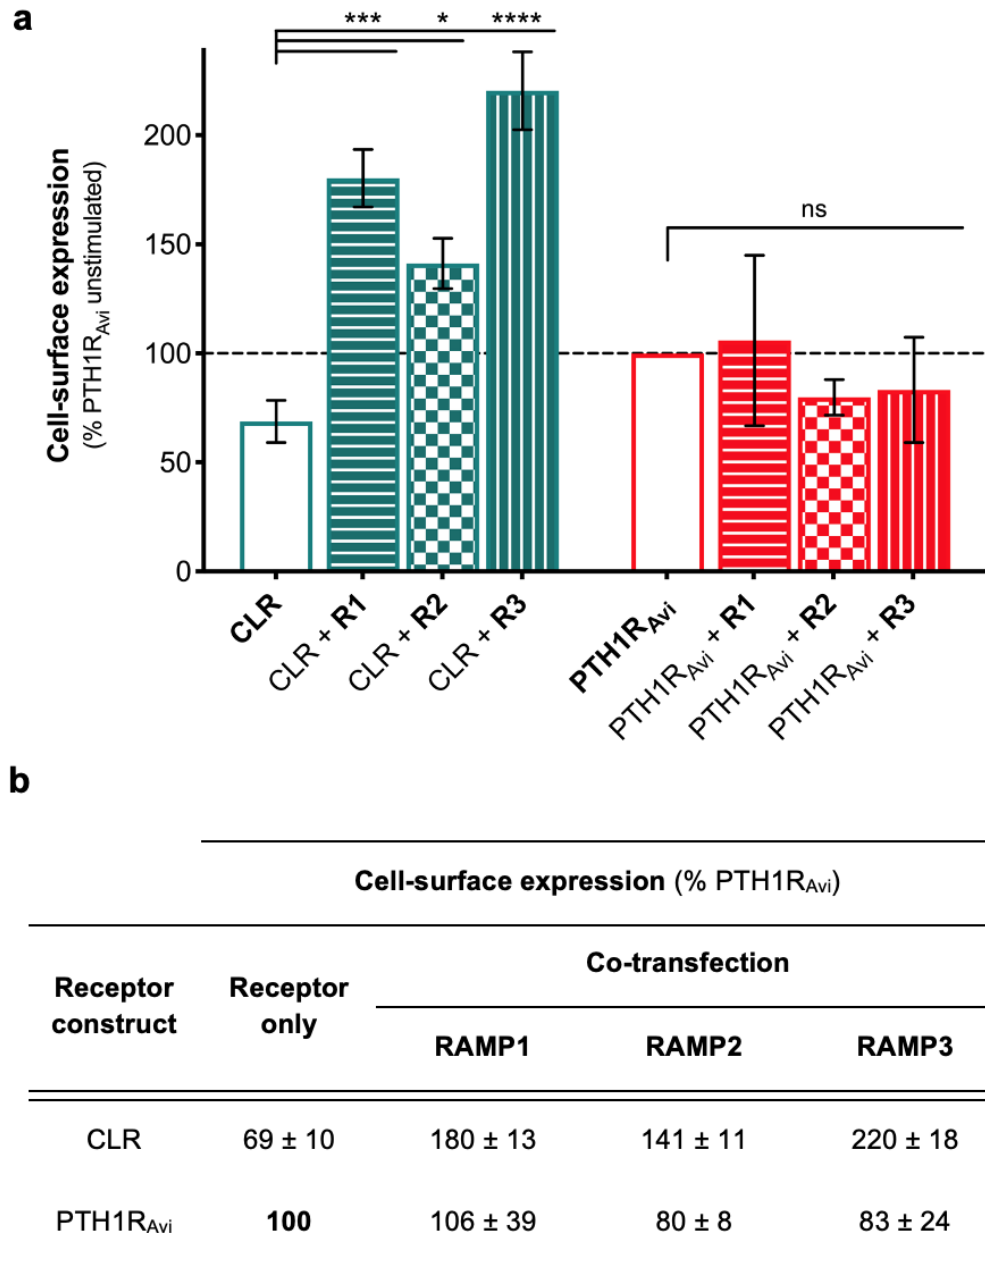 a
*** * ****
Cell-surface expression
(% PTH1RAvi unstimulated)
200
150
100
50
0
ns
CLR
CLR + R1
CLR + R2
CLR + R3
PTH1RAvi
PTH1RAvi + R1
PTH1RAvi + R2
PTH1RAvi + R3
b
Cell-surface expression (% PTH1RAvi)
Receptor construct
Receptor only
Co-transfection
RAMP1 RAMP2 RAMP3
CLR 69 ± 10 180 ± 13 141 ± 11 220 ± 18
PTH1RAvi 100 106 ± 39 80 ± 8 83 ± 24